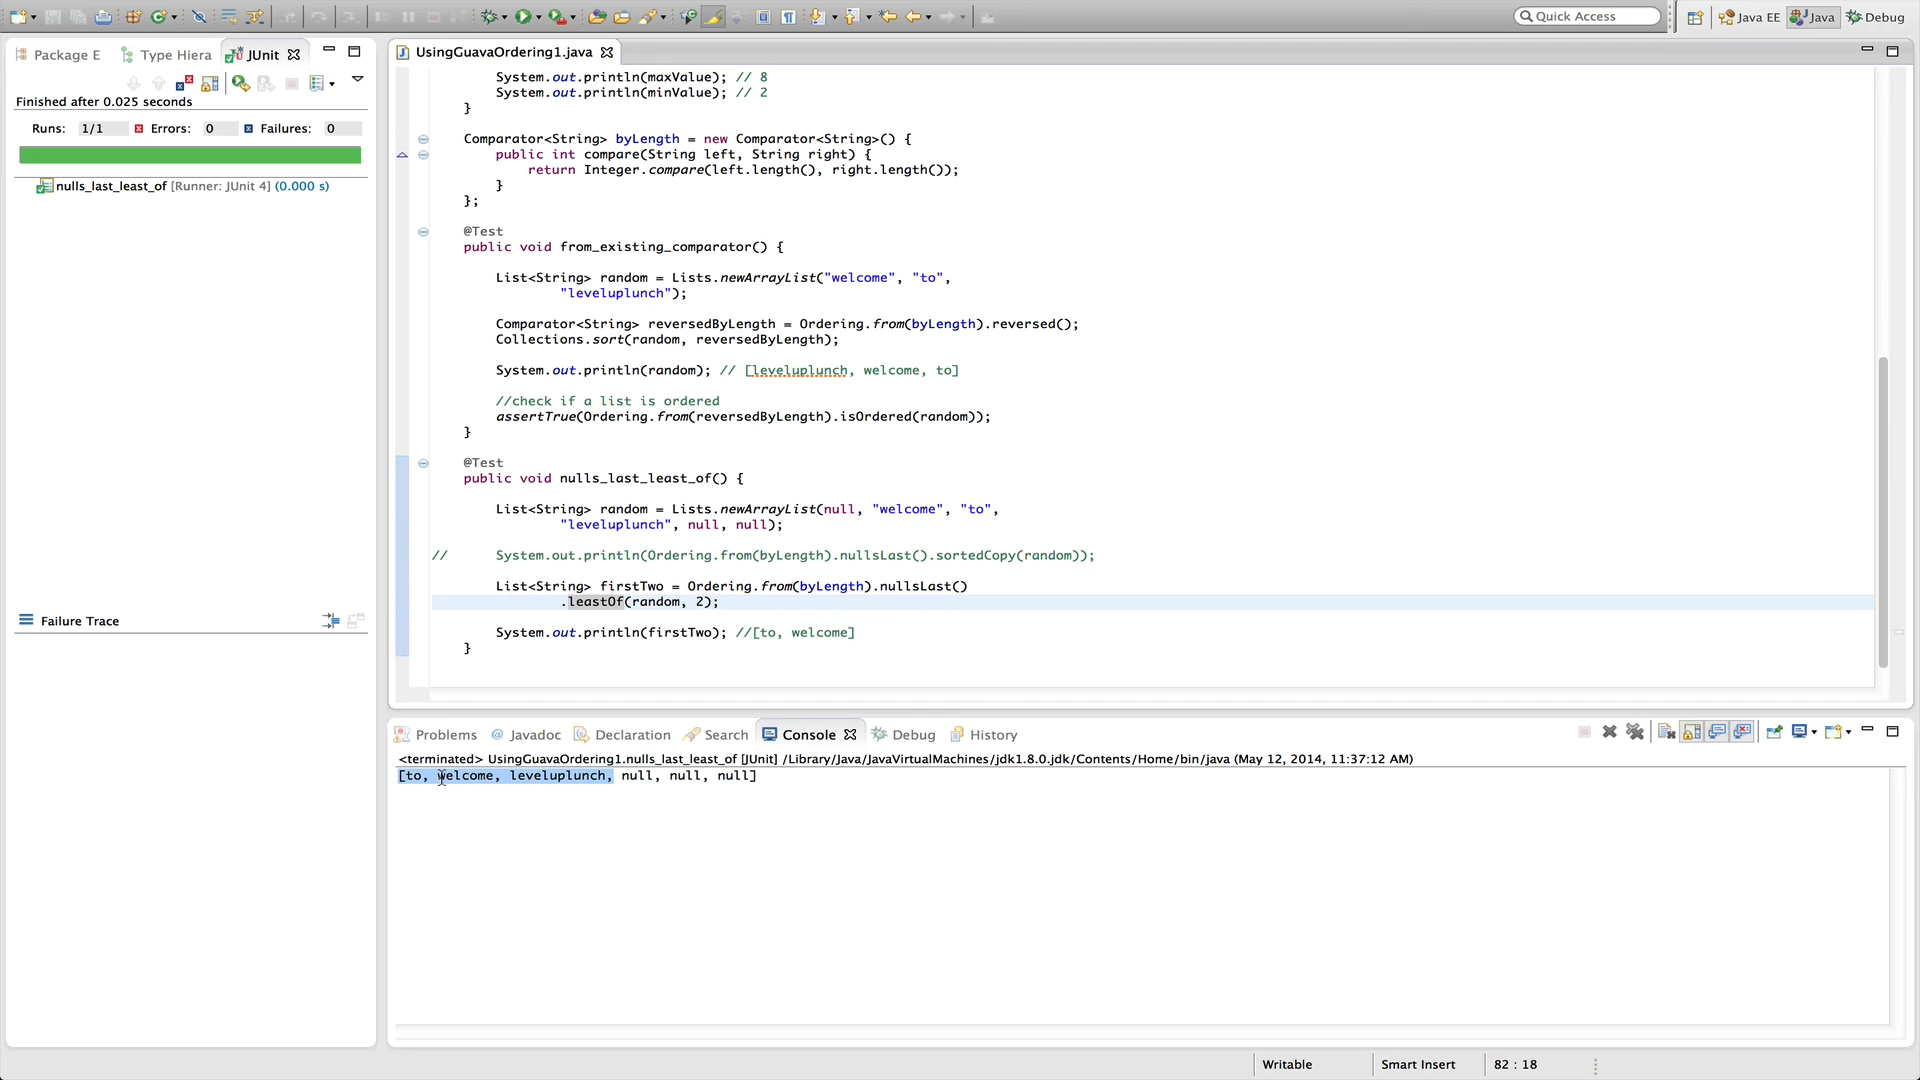 Quick Access
Java EE
Java
Debug
Package E
Type Hiera
JUnit
Finished after 0.025 seconds
Runs: 1/1
Errors: 0
Failures: 0
nulls_last_least_of [Runner: JUnit 4] (0.000 s)
Failure Trace
UsingGuavaOrdering1.java
System.out.println(maxValue); // 8
System.out.println(minValue); // 2
}
Comparator<String> byLength = new Comparator<String>() {
public int compare(String left, String right) {
return Integer.compare(left.length(), right.length());
}
};
@Test
public void from_existing_comparator() {
List<String> random = Lists.newArrayList("welcome", "to",
"leveluplunch");
Comparator<String> reversedByLength = Ordering.from(byLength).reversed();
Collections.sort(random, reversedByLength);
System.out.println(random); // [leveluplunch, welcome, to]
//check if a list is ordered
assertTrue(Ordering.from(reversedByLength).isOrdered(random));
}
@Test
public void nulls_last_least_of() {
List<String> random = Lists.newArrayList(null, "welcome", "to",
"leveluplunch", null, null);
// System.out.println(Ordering.from(byLength).nullsLast().sortedCopy(random));
List<String> firstTwo = Ordering.from(byLength).nullsLast()
.leastOf(random, 2);
System.out.println(firstTwo); //[to, welcome]
}
Problems
Javadoc
Declaration
Search
Console
Debug
History
<terminated> UsingGuavaOrdering1.nulls_last_least_of [JUnit] /Library/Java/JavaVirtualMachines/jdk1.8.0.jdk/Contents/Home/bin/java (May 12, 2014, 11:37:12 AM)
[to, welcome, leveluplunch, null, null, null]
Writable
Smart Insert
82 : 18